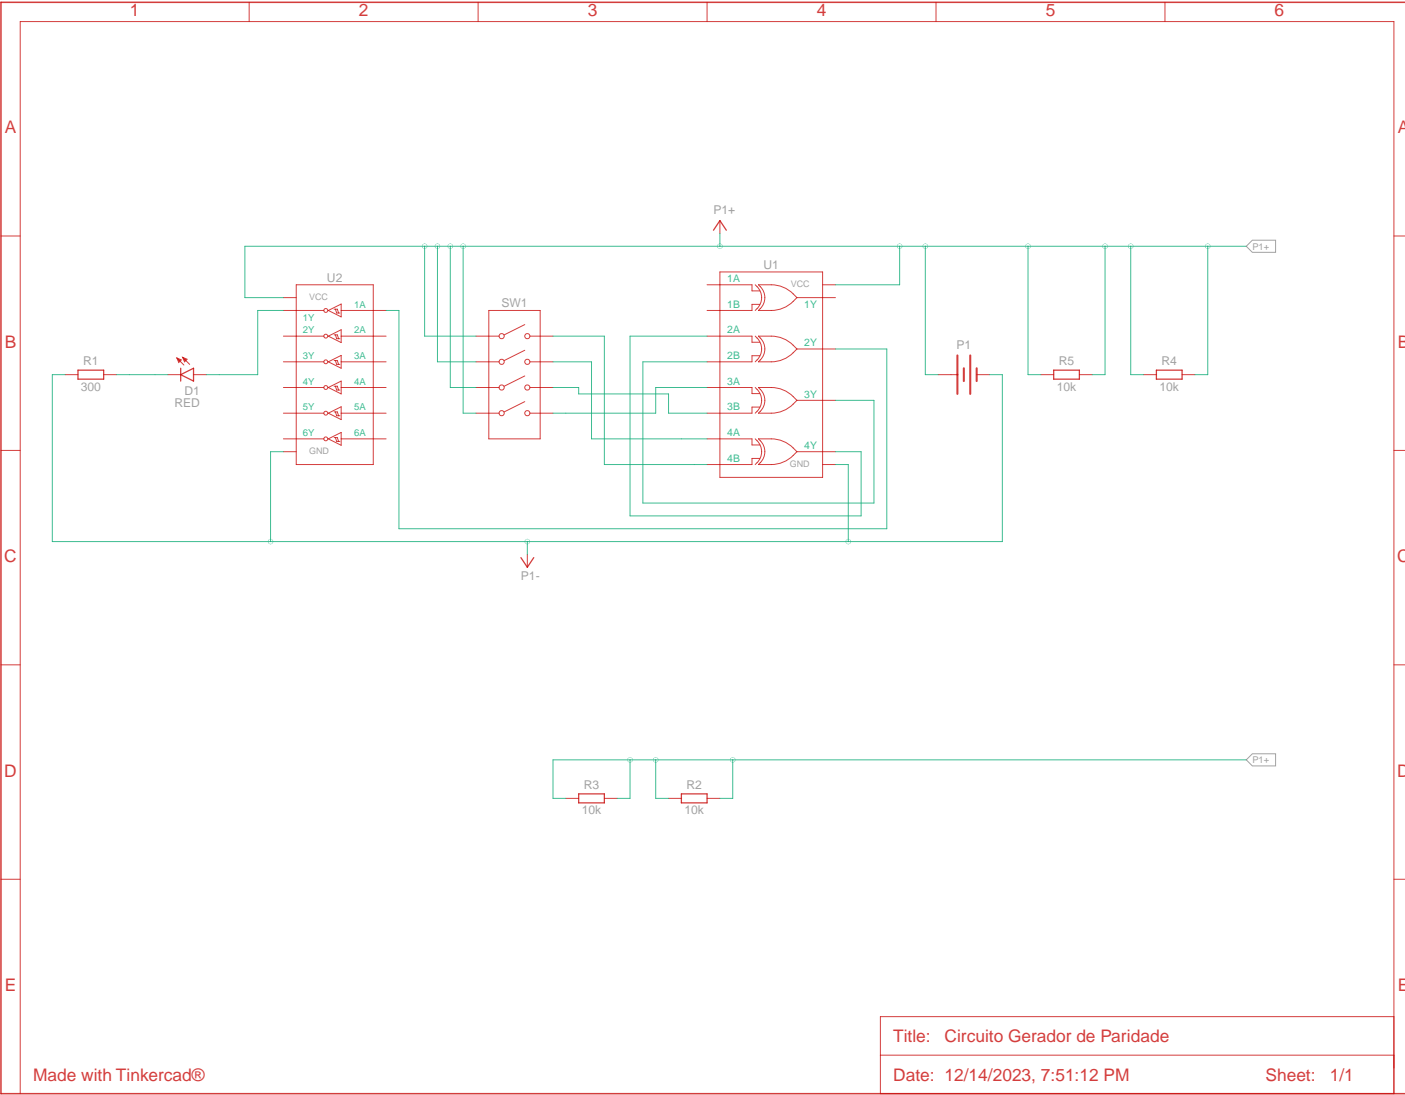 1 2 3 4 5 6
A A
P1+
P1+
U2 U1
VCC 1A VCC
SW1
1Y 1A 1B 1Y
B B
2Y 2A 2A 2Y
P1
3Y 3A 2B
R1 R5 R4
300 D1 10k 10k
RED
4Y 4A 3A 3Y
5Y 5A 3B
6Y 6A 4A 4Y
GND 4B GND
C C
P1-
D D
P1+
R3 R2
10k 10k
E E
Title: Circuito Gerador de Paridade
Made with Tinkercad®
Date: 12/14/2023, 7:51:12 PM Sheet: 1/1